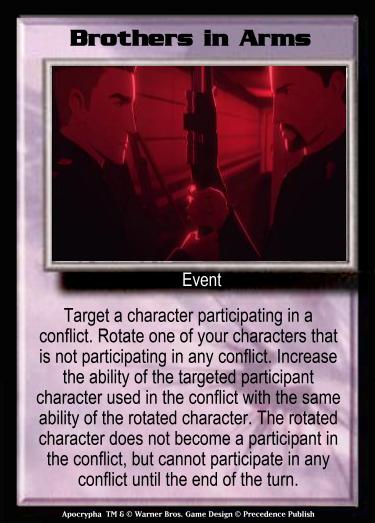 Brothers in Arms
Event
Target a character participating in a
conflict. Rotate one of your characters that
is not participating in any conflict. Increase
the ability of the targeted participant
character used in the conflict with the same
ability of the rotated character. The rotated
character does not become a participant in
the conflict, but cannot participate in any
conflict until the end of the turn.
Apocrypha TM & © Warner Bros. Game Design © Precedence Publish